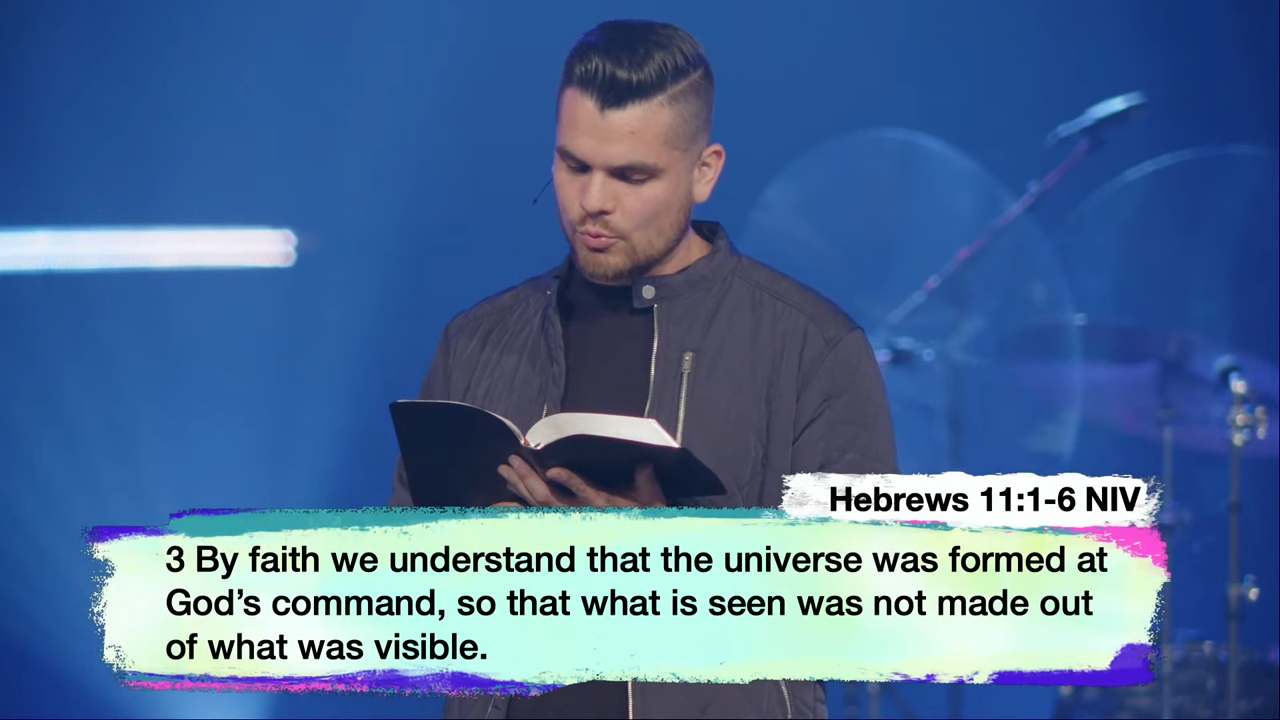 Hebrews 11:1-6 NIV
3 By faith we understand that the universe was formed at
God’s command, so that what is seen was not made out
of what was visible.